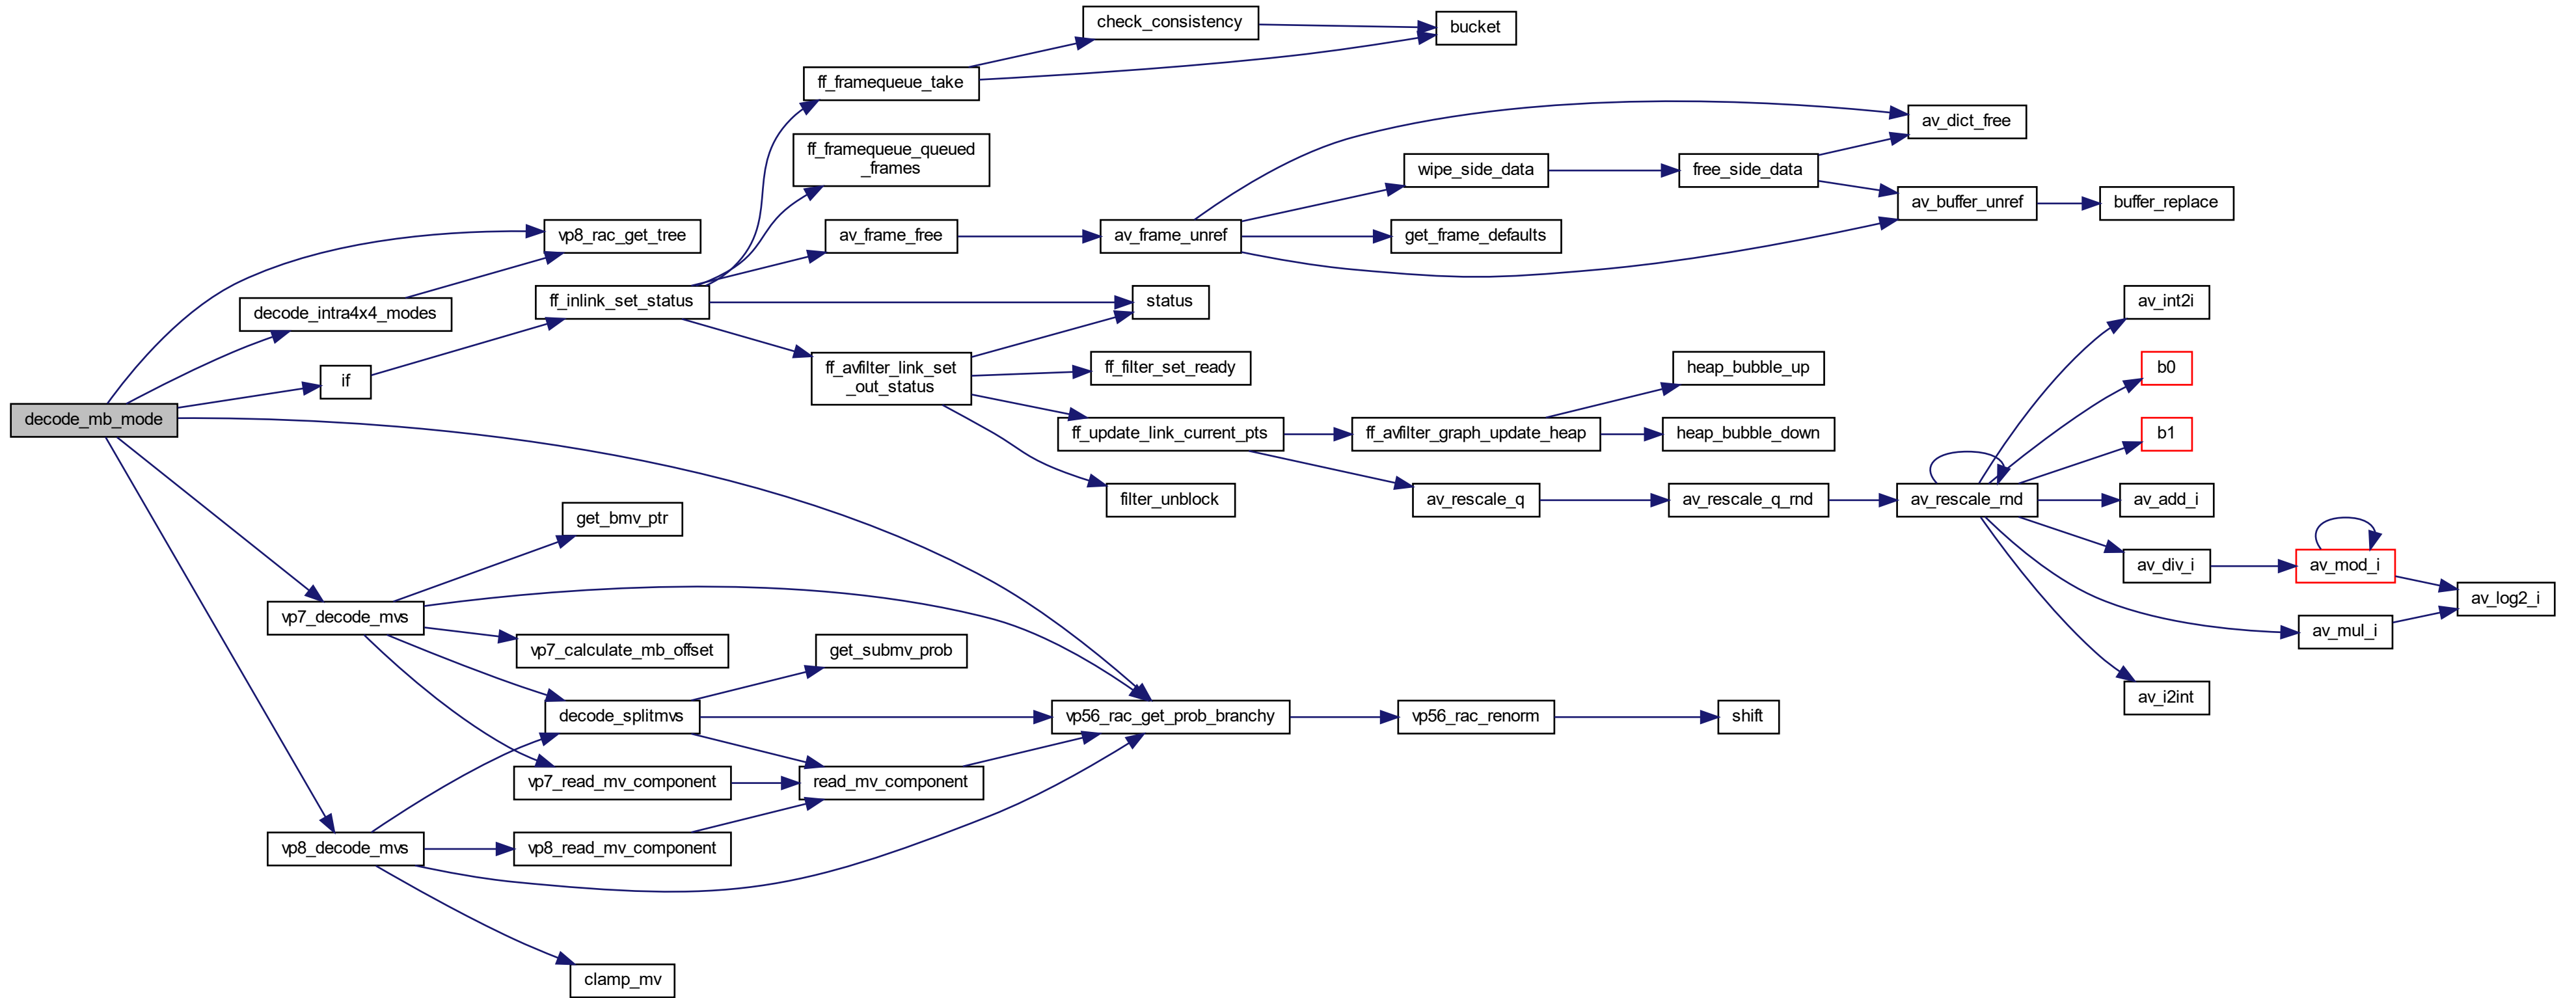 check_consistency
bucket
ff_framequeue_take
av_dict_free
ff_framequeue_queued
_frames
wipe_side_data
free_side_data
av_buffer_unref
buffer_replace
vp8_rac_get_tree
av_frame_free
av_frame_unref
get_frame_defaults
decode_intra4x4_modes
ff_inlink_set_status
status
av_int2i
if
ff_avfilter_link_set
_out_status
ff_filter_set_ready
heap_bubble_up
b0
decode_mb_mode
ff_update_link_current_pts
ff_avfilter_graph_update_heap
heap_bubble_down
b1
filter_unblock
av_rescale_q
av_rescale_q_rnd
av_rescale_rnd
av_add_i
get_bmv_ptr
av_div_i
av_mod_i
av_log2_i
vp7_decode_mvs
vp7_calculate_mb_offset
get_submv_prob
av_mul_i
av_i2int
decode_splitmvs
vp56_rac_get_prob_branchy
vp56_rac_renorm
shift
vp7_read_mv_component
read_mv_component
vp8_decode_mvs
vp8_read_mv_component
clamp_mv